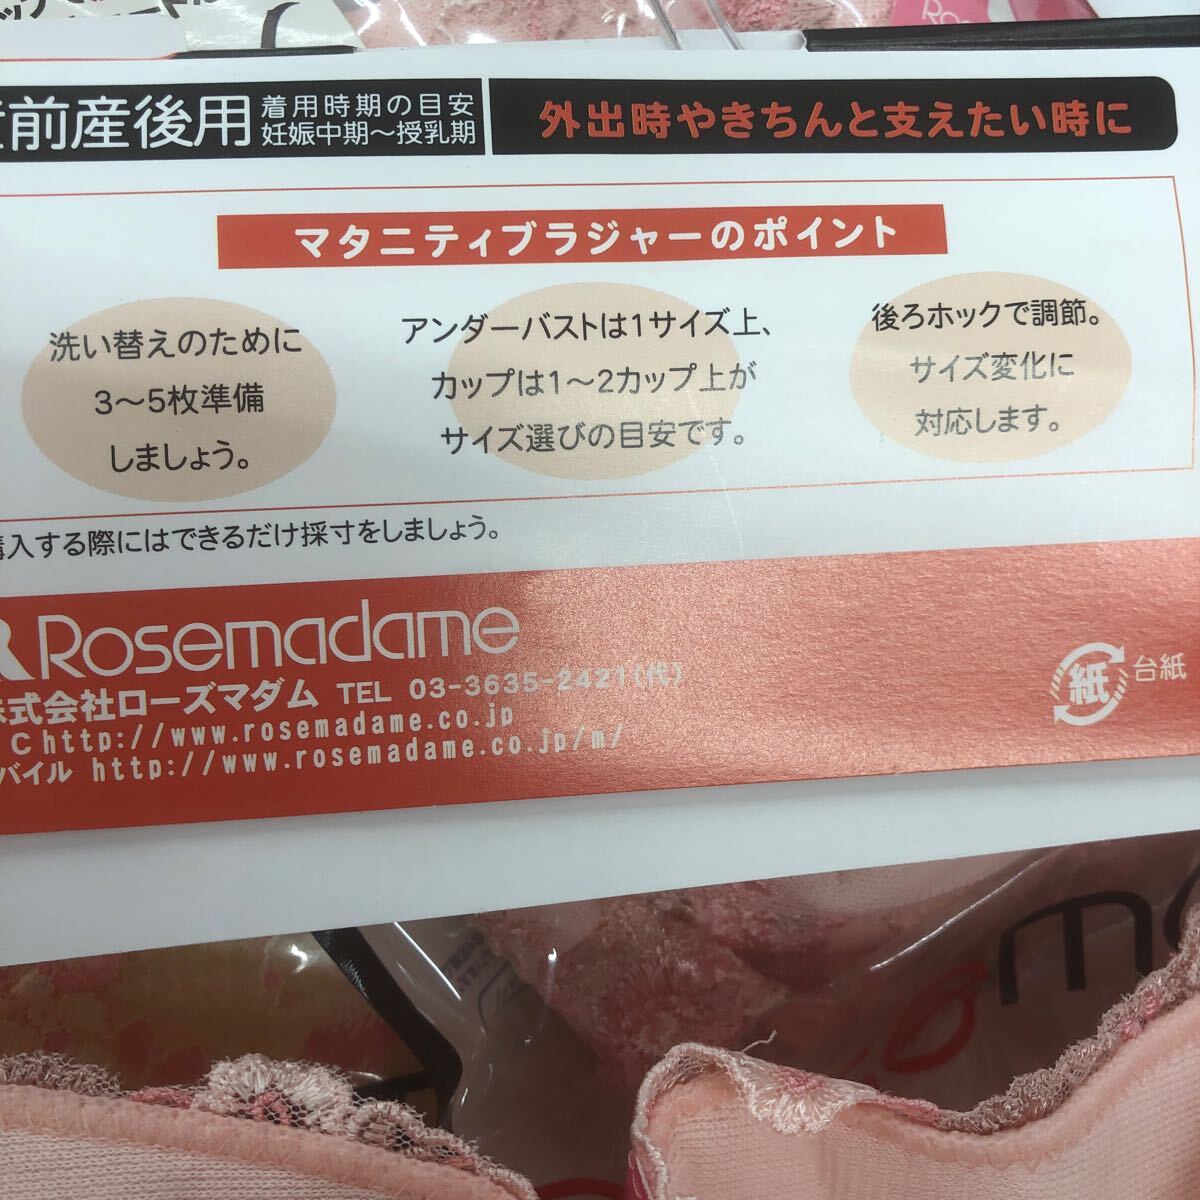 前産後用
着用時期の目安
妊娠中期～授乳期
外出時やきちんと支えたい時に
マタニティブラジャーのポイント
洗い替えのために
3～5枚準備
しましょう。
アンダーバストは1サイズ上、
カップは1～2カップ上が
サイズ選びの目安です。
後ろホックで調節。
サイズ変化に
対応します。
購入する際にはできるだけ採寸をしましょう。
Rosemadame
株式会社ローズマダム TEL 03-3635-2421(代)
Chttp://www.rosemadame.co.jp
バイル http://www.rosemadame.co.jp/m/
紙
台紙